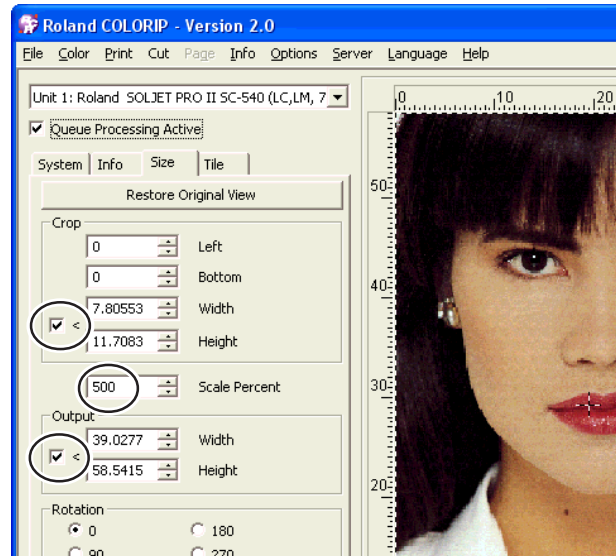 Roland COLORIP - Version 2.0
File Color Print Cut Page Info Options Server Language Help
Unit 1: Roland SOLJET PRO II SC-540 (LC,LM, 7
Queue Processing Active
System Info Size Tile
Restore Original View
Crop
0 Left
0 Bottom
7.80553 Width
<
11.7083 Height
500 Scale Percent
Output
39.0277 Width
<
58.5415 Height
Rotation
0 180
90 270
0 10 20
50
40
30
20